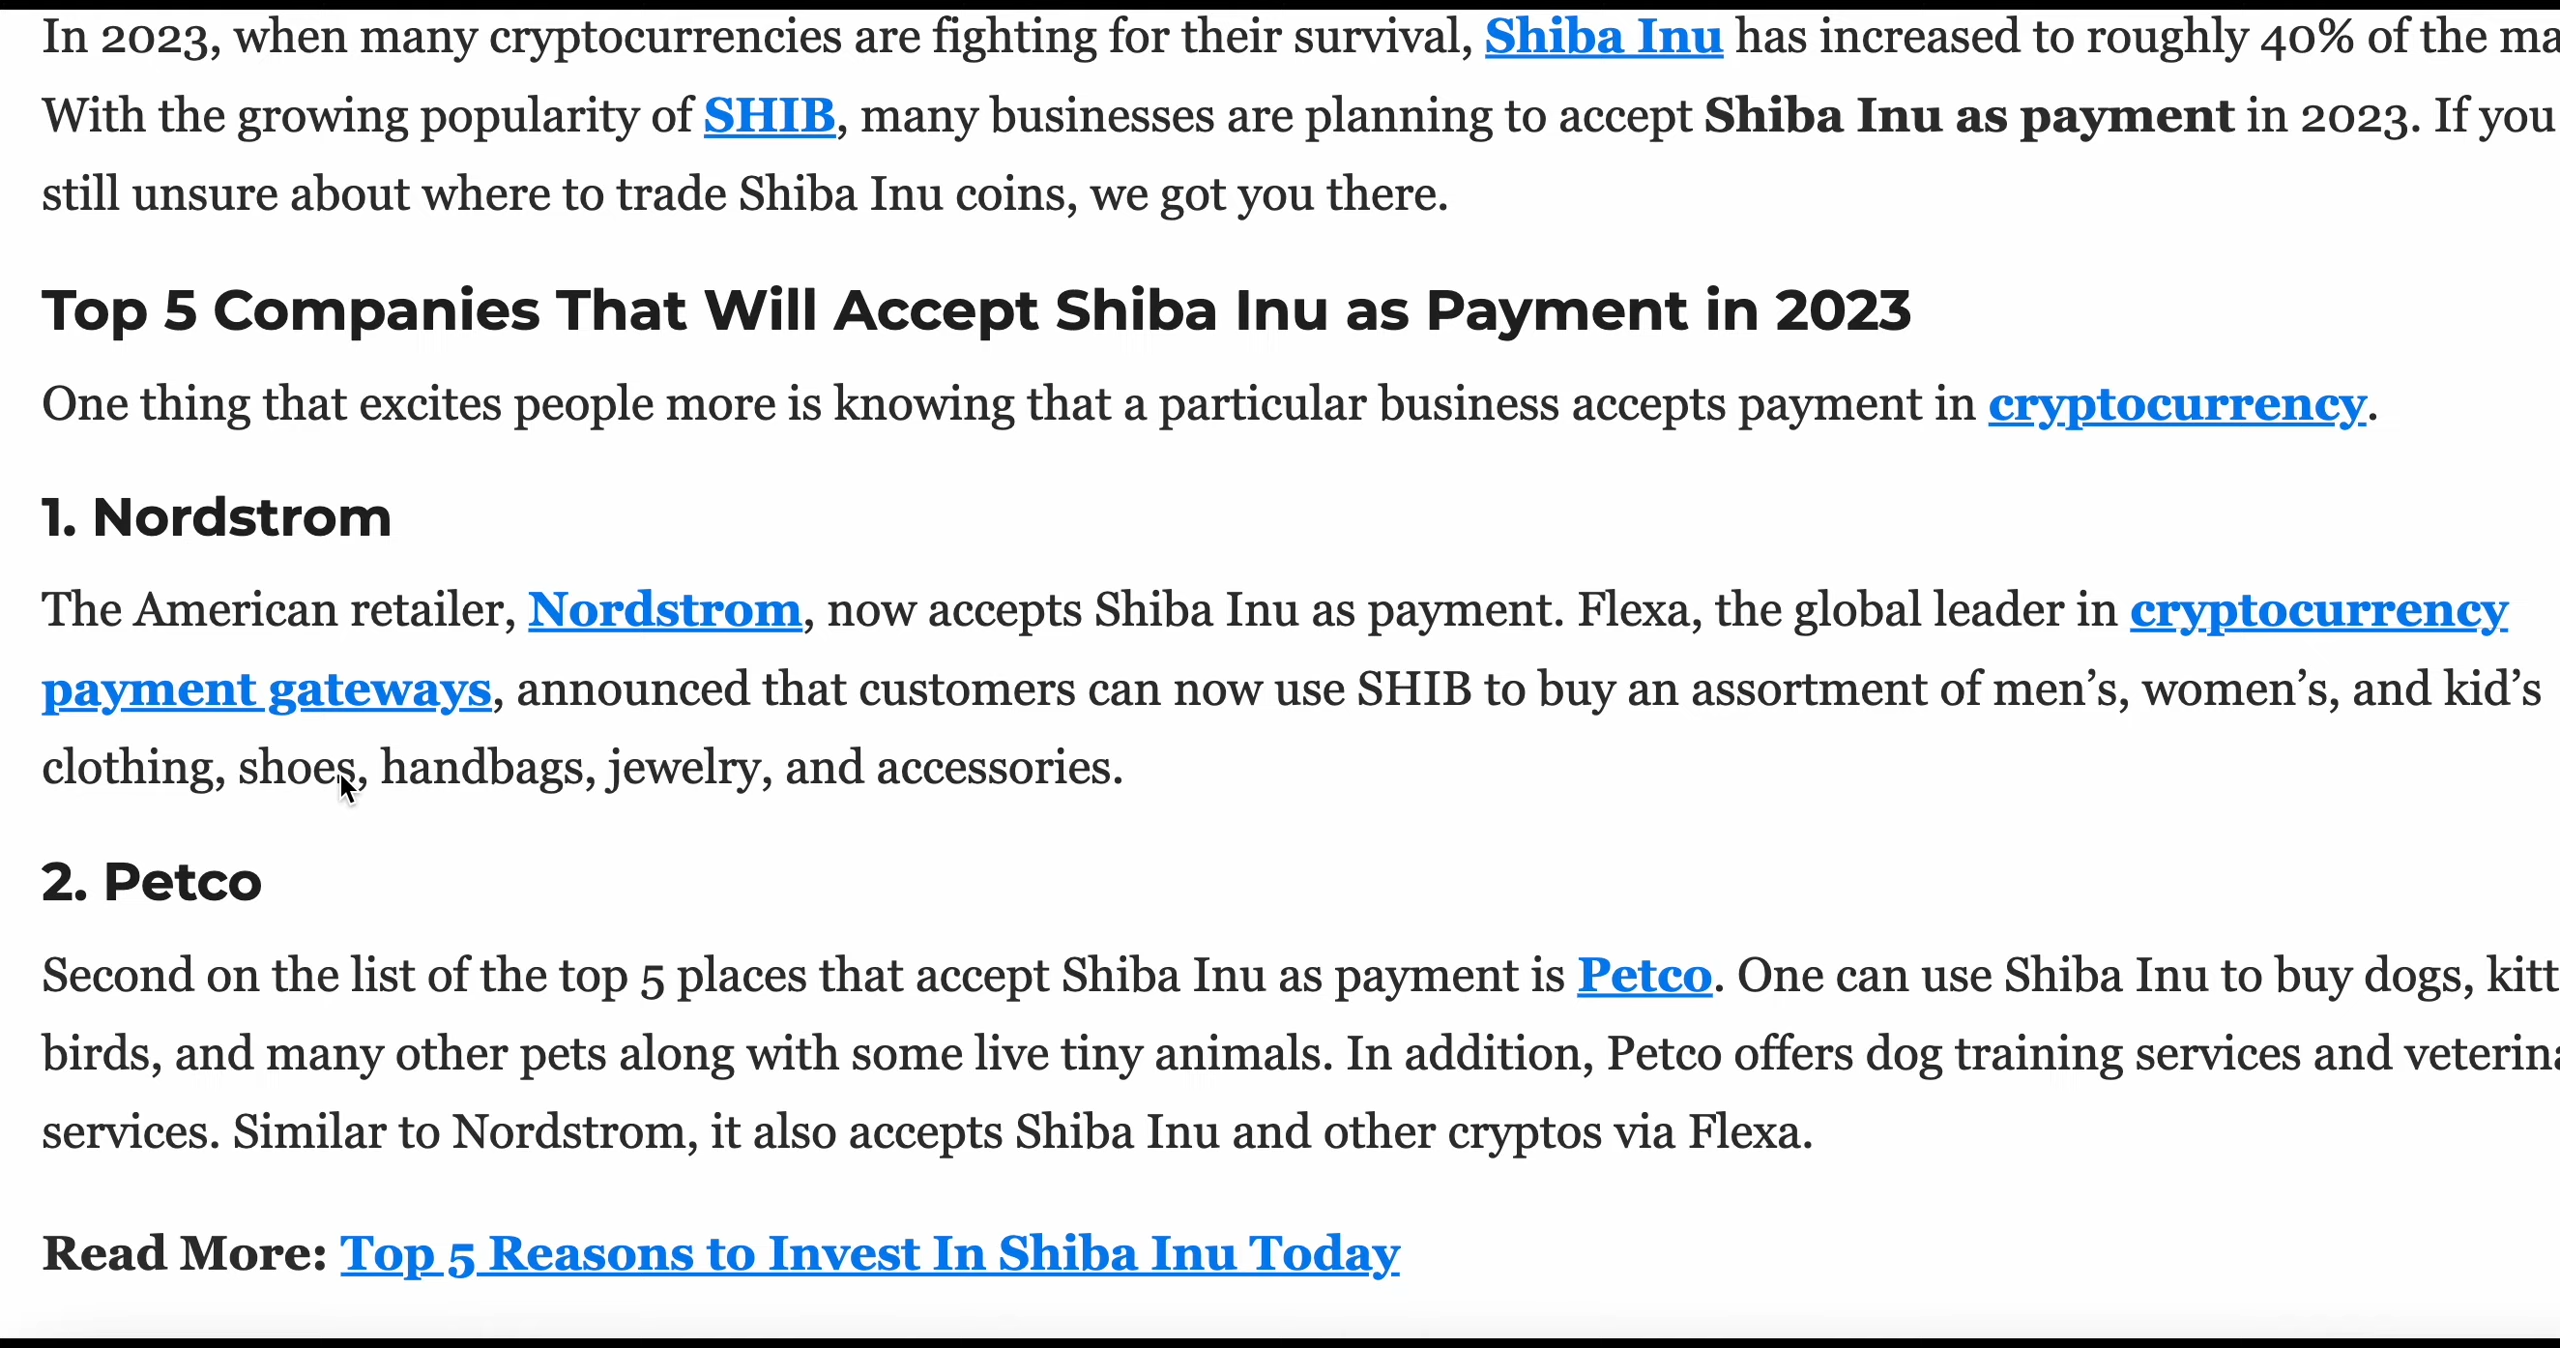 In 2023, when many cryptocurrencies are fighting for their survival, Shiba Inu has increased to roughly 40% of the
With the growing popularity of SHIB, many businesses are planning to accept Shiba Inu as payment in 2023. If you
still unsure about where to trade Shiba Inu coins, we got you there.
Top 5 Companies That Will Accept Shiba Inu as Payment in 2023
One thing that excites people more is knowing that a particular business accepts payment in cryptocurrency.
1. Nordstrom
The American retailer, Nordstrom, now accepts Shiba Inu as payment. Flexa, the global leader in cryptocurrency
payment gateways, announced that customers can now use SHIB to buy an assortment of men’s, women’s, and kid’s
clothing, shoes, handbags, jewelry, and accessories.
2. Petco
Second on the list of the top 5 places that accept Shiba Inu as payment is Petco. One can use Shiba Inu to buy dogs,
birds, and many other pets along with some live tiny animals. In addition, Petco offers dog training services and
services. Similar to Nordstrom, it also accepts Shiba Inu and other cryptos via Flexa.
Read More: Top 5 Reasons to Invest In Shiba Inu Today